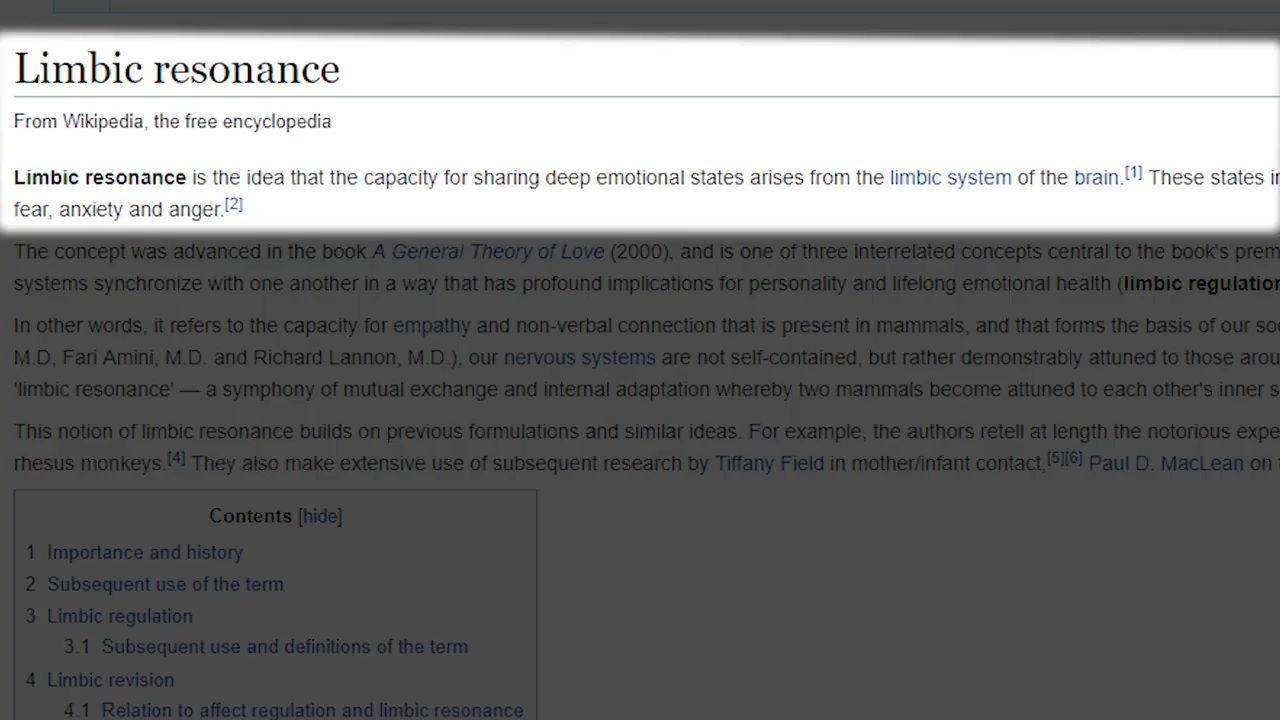 Limbic resonance
From Wikipedia, the free encyclopedia
Limbic resonance is the idea that the capacity for sharing deep emotional states arises from the limbic system of the brain.[1] These states
fear, anxiety and anger.[2]
The concept was advanced in the book A General Theory of Love (2000), and is one of three interrelated concepts central to the book's
systems synchronize with one another in a way that has profound implications for personality and lifelong emotional health (limbic regulation
In other words, it refers to the capacity for empathy and non-verbal connection that is present in mammals, and that forms the basis of our
M.D, Fari Amini, M.D. and Richard Lannon, M.D.), our nervous systems are not self-contained, but rather demonstrably attuned to those
'limbic resonance' — a symphony of mutual exchange and internal adaptation whereby two mammals become attuned to each other's inner
This notion of limbic resonance builds on previous formulations and similar ideas. For example, the authors retell at length the notorious
rhesus monkeys.[4] They also make extensive use of subsequent research by Tiffany Field in mother/infant contact,[5][6] Paul D. MacLean on
Contents [hide]
1 Importance and history
2 Subsequent use of the term
3 Limbic regulation
3.1 Subsequent use and definitions of the term
4 Limbic revision
4.1 Relation to affect regulation and limbic resonance